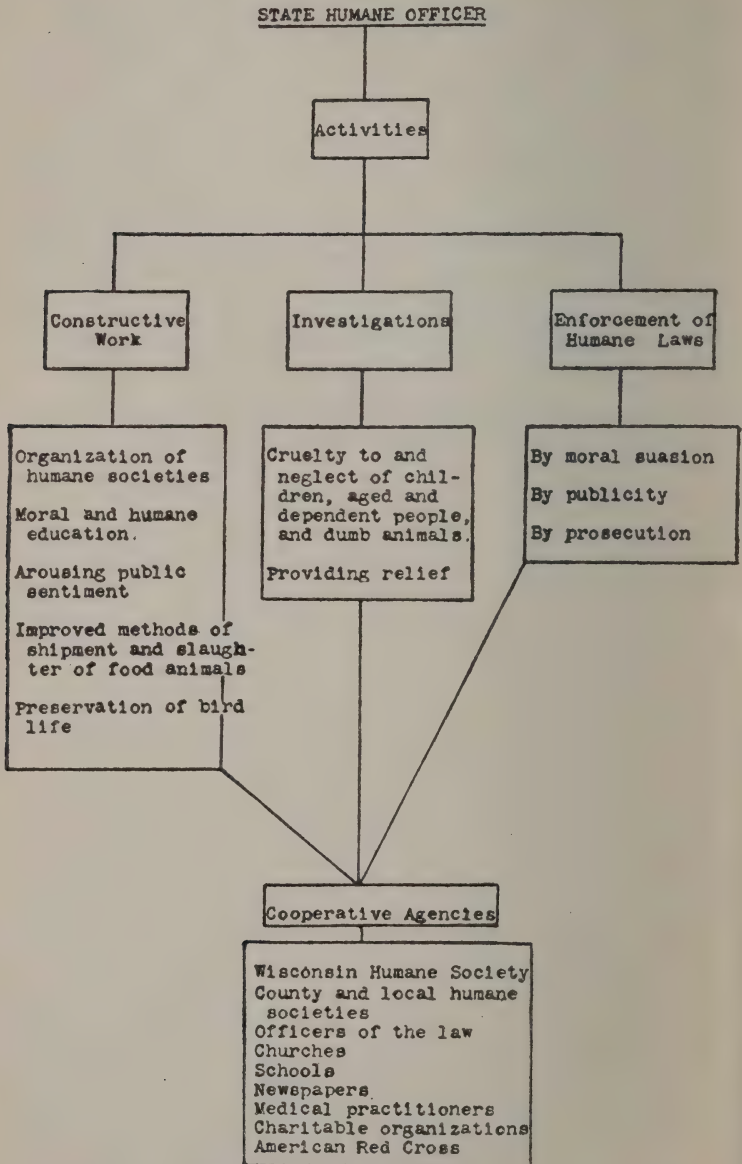 STATE HUMANE OFFICER
Activities
Constructive
Work
Investigations
Enforcement of
Humane Laws
Organization of
humane societies
Moral and humane
education.
Arousing public
sentiment
Improved methods of
shipment and slaugh-
ter of food animals
Preservation of bird
life
Cruelty to and
neglect of chil-
dren, aged and
dependent people,
and dumb animals.
Providing relief
By moral suasion
By publicity
By prosecution
Cooperative Agencies
Wisconsin Humane Society
County and local humane
societies
Officers of the law
Churches
Schools
Newspapers
Medical practitioners
Charitable organizations
American Red Cross